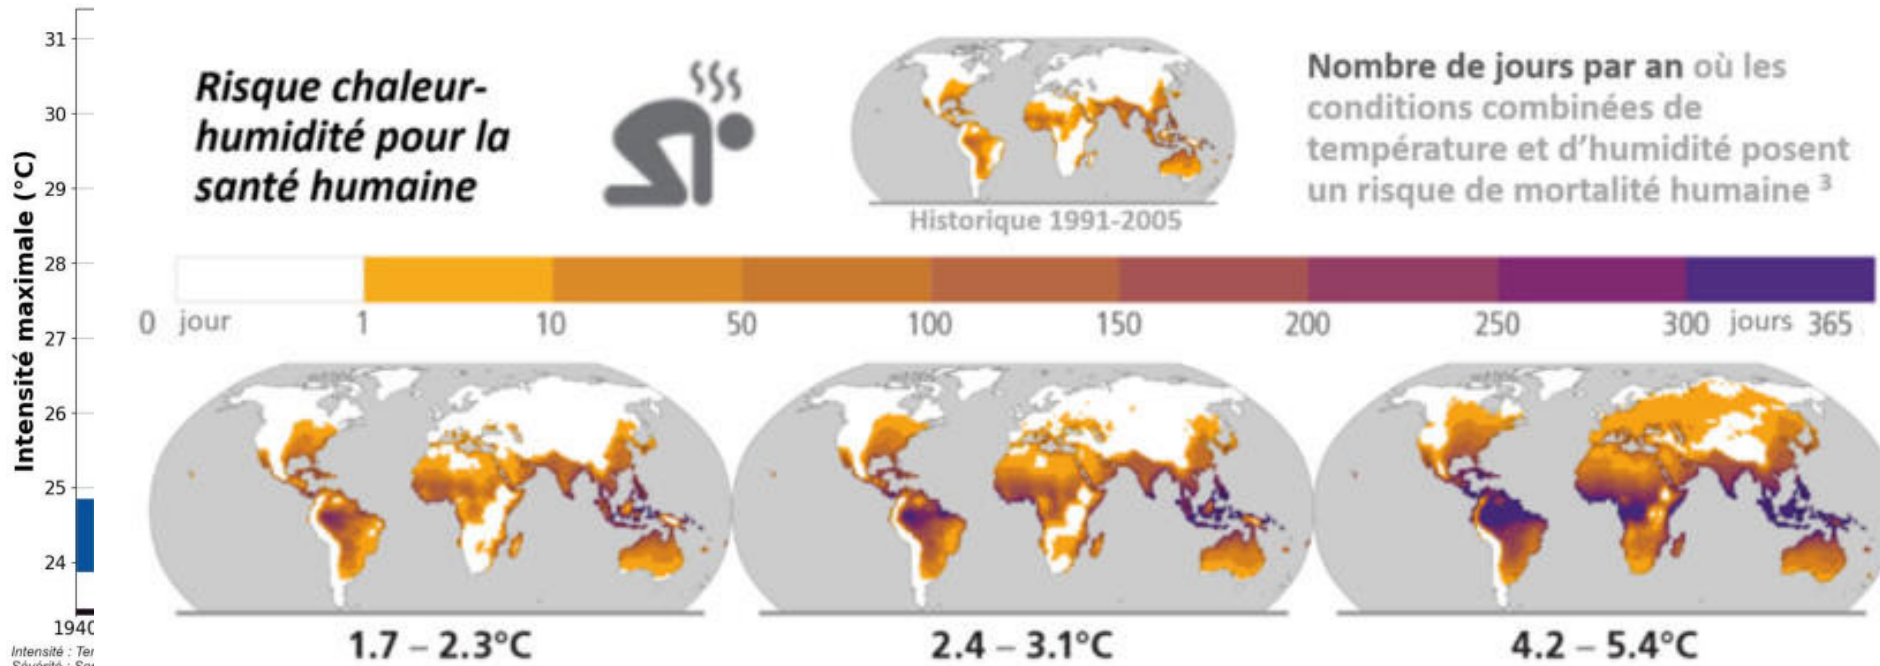 31
30
29
28
27
26
25
24
Intensité maximale (°C)
1940
Intensité :
Risque chaleur-
humidité pour la
santé humaine
Historique 1991-2005
Nombre de jours par an où les
conditions combinées de
température et d'humidité posent
un risque de mortalité humaine 3
0 jour 1 10 50 100 150 200 250 300 jours 365
1.7 – 2.3°C
2.4 – 3.1°C
4.2 – 5.4°C